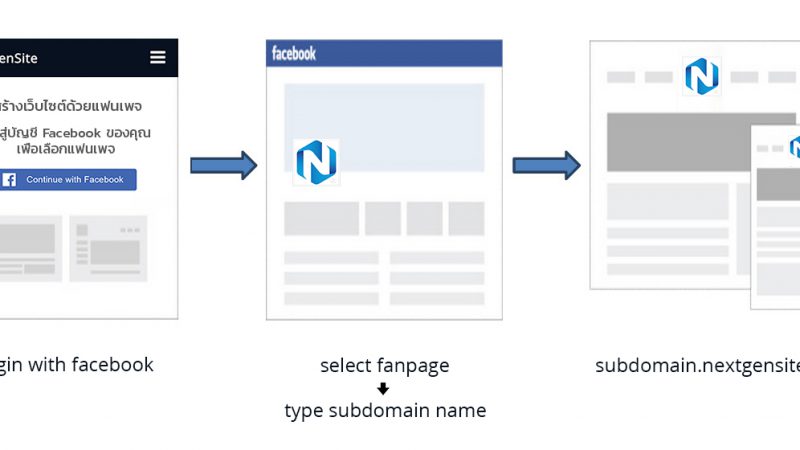 enSite
ร้างเว็บไซต์ด้วยแฟนเพจ
สู่บัญชี Facebook ของคุณ
เพื่อเลือกแฟนเพจ
Continue with Facebook
gin with facebook
facebook
N
select fanpage
type subdomain name
N
N
subdomain.nextgensite